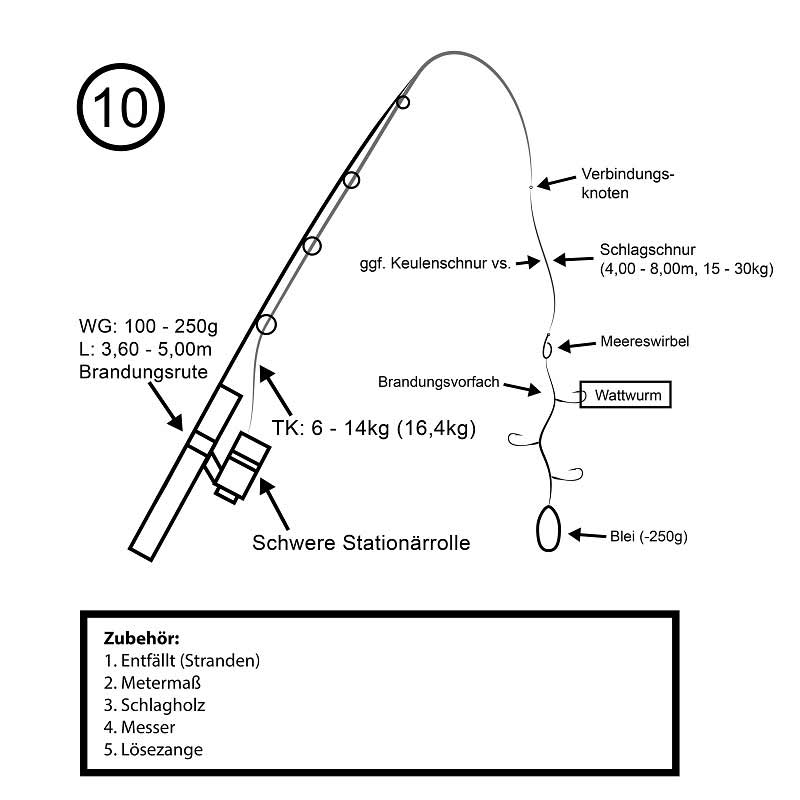 10
Verbindungs-
knoten
ggf. Keulenschnur vs.
Schlagschnur
(4,00 - 8,00m, 15 - 30kg)
WG: 100 - 250g
L: 3,60 - 5,00m
Brandungsrute
Meereswirbel
Brandungsvorfach
Wattwurm
TK: 6 - 14kg (16,4kg)
Schwere Stationärrolle
Blei (-250g)
Zubehör:
1. Entfällt (Stranden)
2. Metermaß
3. Schlagholz
4. Messer
5. Lösezange